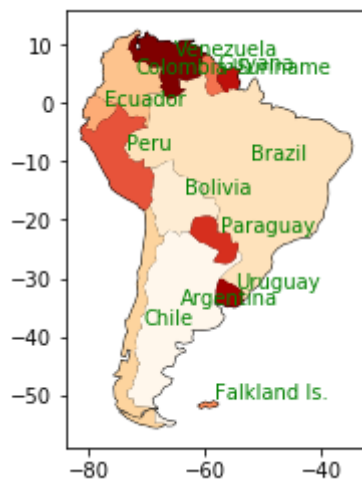 10
Venezuela
Guyana
Colombia
Suriname
Ecuador
0
Peru
Brazil
−10
Bolivia
−20
Paraguay
−30
Uruguay
Argentina
Chile
−40
Falkland Is.
−50
−80
−60
−40